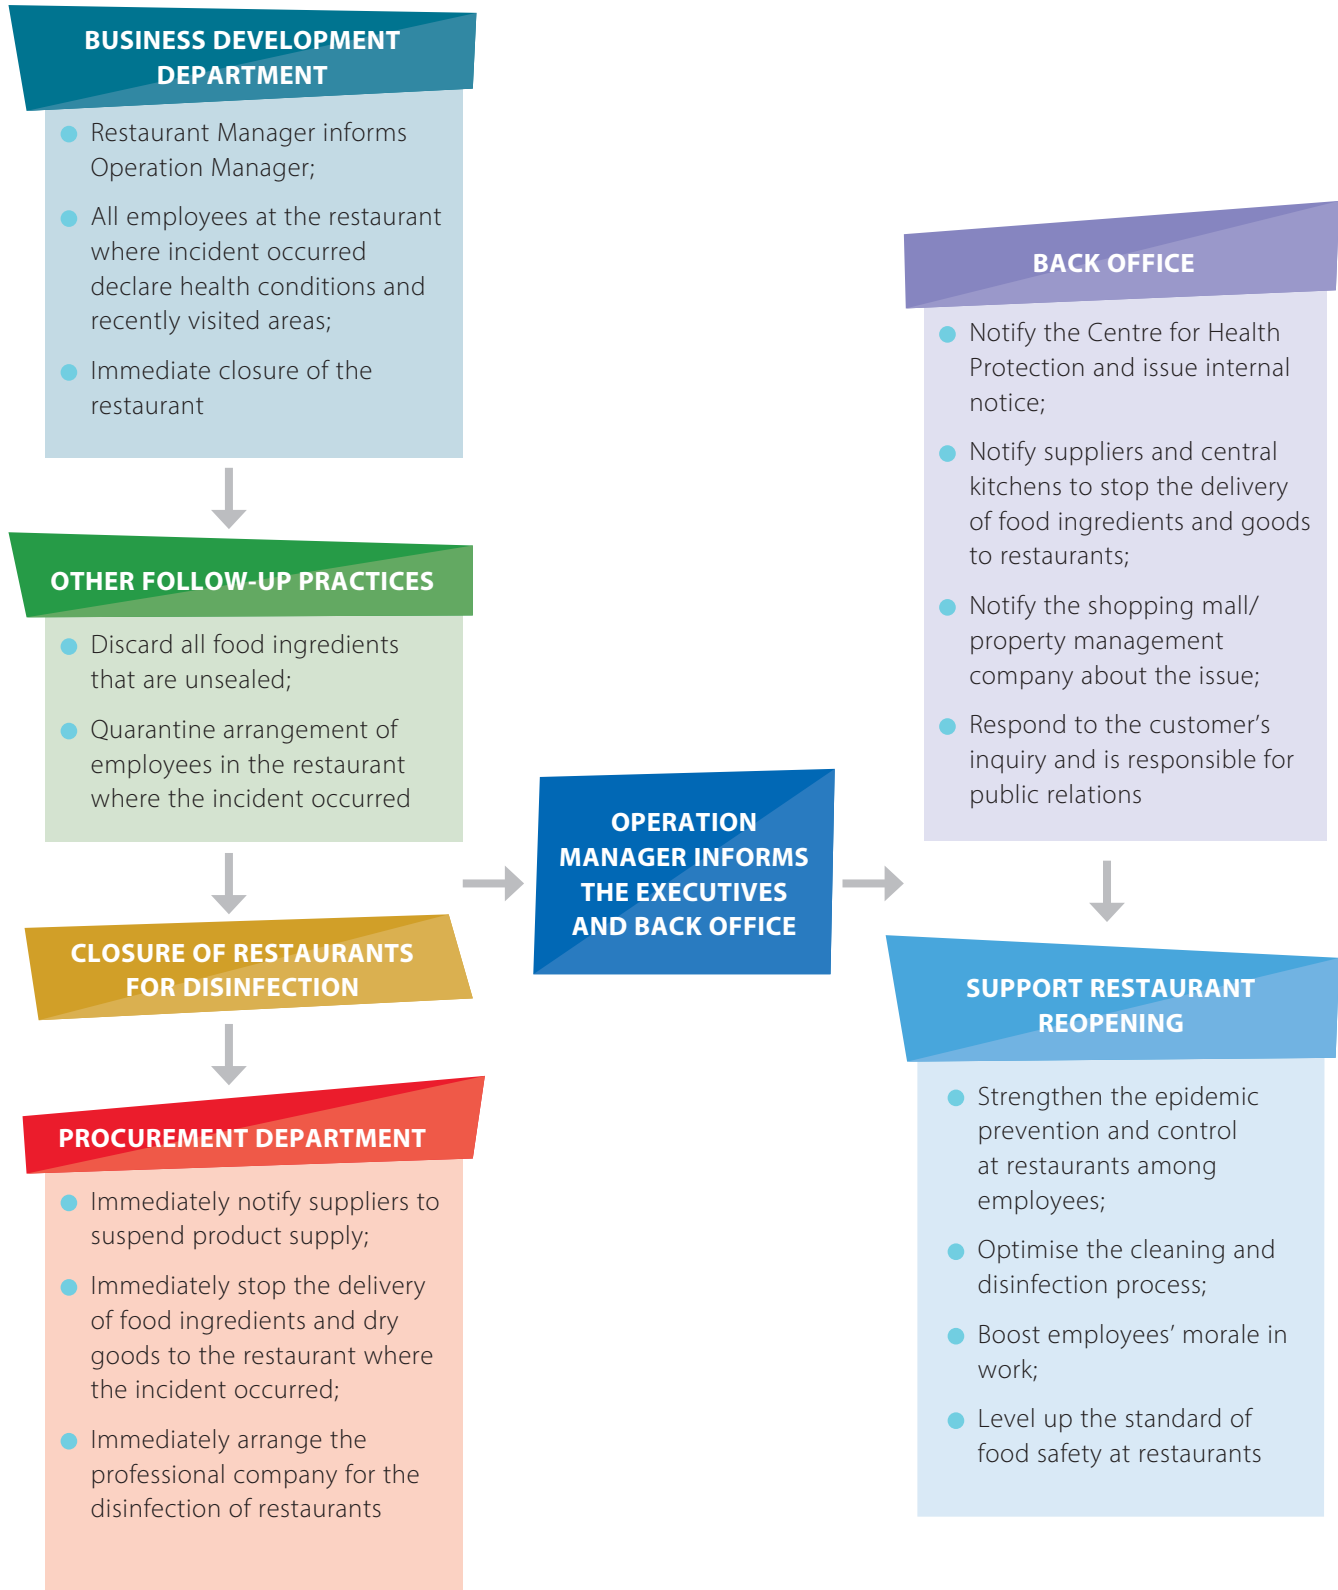 BUSINESS DEVELOPMENT
DEPARTMENT
Restaurant Manager informs
Operation Manager;
All employees at the restaurant
where incident occurred
declare health conditions and
recently visited areas;
Immediate closure of the
restaurant
OTHER FOLLOW-UP PRACTICES
Discard all food ingredients
that are unsealed;
Quarantine arrangement of
employees in the restaurant
where the incident occurred
CLOSURE OF RESTAURANTS
FOR DISINFECTION
PROCUREMENT DEPARTMENT
Immediately notify suppliers to
suspend product supply;
Immediately stop the delivery
of food ingredients and dry
goods to the restaurant where
the incident occurred;
Immediately arrange the
professional company for the
disinfection of restaurants
OPERATION
MANAGER INFORMS
THE EXECUTIVES
AND BACK OFFICE
BACK OFFICE
Notify the Centre for Health
Protection and issue internal
notice;
Notify suppliers and central
kitchens to stop the delivery
of food ingredients and goods
to restaurants;
Notify the shopping mall/
property management
company about the issue;
Respond to the customer’s
inquiry and is responsible for
public relations
SUPPORT RESTAURANT
REOPENING
Strengthen the epidemic
prevention and control
at restaurants among
employees;
Optimise the cleaning and
disinfection process;
Boost employees’ morale in
work;
Level up the standard of
food safety at restaurants